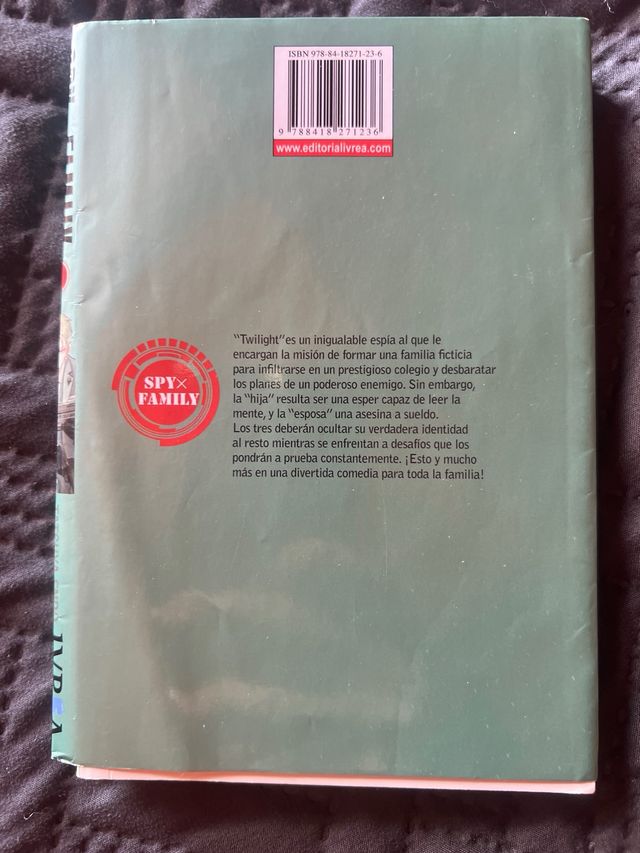 ISBN 978-84-18271-23-6
9 788418 271236
www.editorialivrea.com
"Twilight" es un inigualable espía al que le
encargan la misión de formar una familia ficticia
para infiltrarse en un prestigioso colegio y desbaratar
los planes de un poderoso enemigo. Sin embargo,
la "hija" resulta ser una esper capaz de leer la
mente, y la "esposa" una asesina a sueldo.
Los tres deberán ocultar su verdadera identidad
al resto mientras se enfrentan a desafíos que los
pondrán a prueba constantemente. ¡Esto y mucho
más en una divertida comedia para toda la familia!
SPY×
FAMILY
IVREA